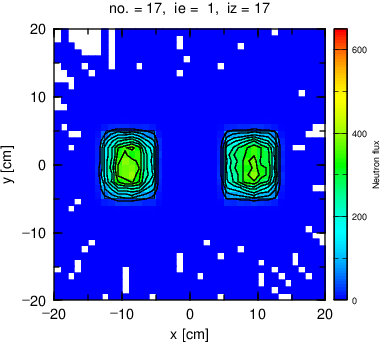 no. = 17, ie = 1, iz = 17
20
10
0
−10
−20
y [cm]
−20 −10 0 10 20
x [cm]
600
400
200
0
Neutron flux